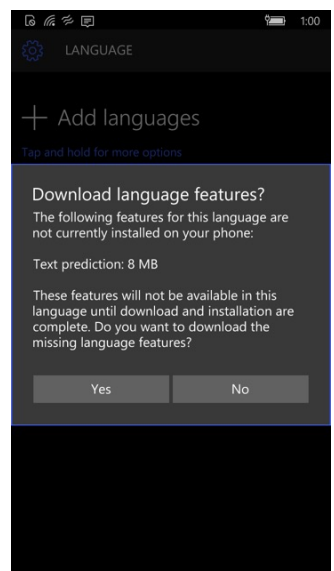 1:00
LANGUAGE
Add languages
Tap and hold for more options
Download language features?
The following features for this language are
not currently installed on your phone:
Text prediction: 8 MB
These features will not be available in this
language until download and installation are
complete. Do you want to download the
missing language features?
Yes
No